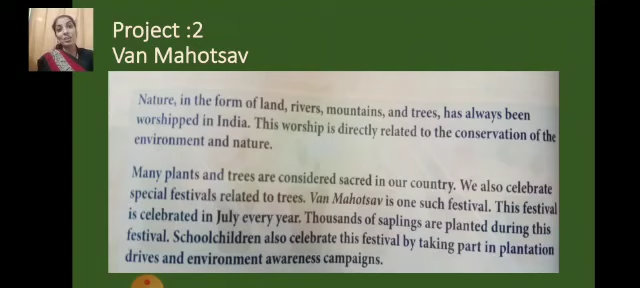 Project :2
Van Mahotsav
Nature, in the form of land, rivers, mountains, and trees, has always been
worshipped in India. This worship is directly related to the conservation of the
environment and nature.
Many plants and trees are considered sacred in our country. We also celebrate
special festivals related to trees. Van Mahotsav is one such festival. This festival
is celebrated in July every year. Thousands of saplings are planted during this
festival. Schoolchildren also celebrate this festival by taking part in plantation
drives and environment awareness campaigns.